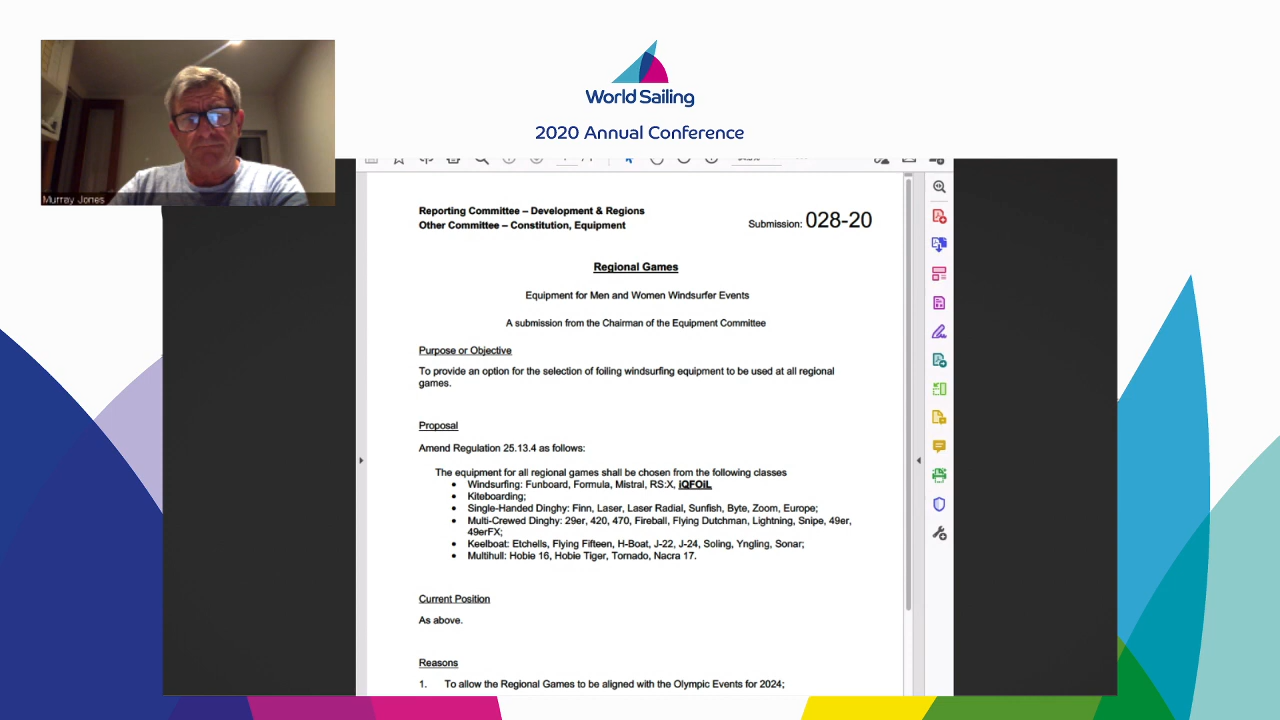 World Sailing
2020 Annual Conference
Murray Jones
Reporting Committee – Development & Regions
Other Committee – Constitution, Equipment
Submission: 028-20
Regional Games
Equipment for Men and Women Windsurfer Events
A submission from the Chairman of the Equipment Committee
Purpose or Objective
To provide an option for the selection of foiling windsurfing equipment to be used at all regional
games.
Proposal
Amend Regulation 25.13.4 as follows:
The equipment for all regional games shall be chosen from the following classes
• Windsurfing: Funboard, Formula, Mistral, RS:X, iQFOiL
• Kiteboarding;
• Single-Handed Dinghy: Finn, Laser, Laser Radial, Sunfish, Byte, Zoom, Europe;
• Multi-Crewed Dinghy: 29er, 420, 470, Fireball, Flying Dutchman, Lightning, Snipe, 49er,
49erFX;
• Keelboat: Etchells, Flying Fifteen, H-Boat, J-22, J-24, Soling, Yngling, Sonar;
• Multihull: Hobie 16, Hobie Tiger, Tornado, Nacra 17.
Current Position
As above.
Reasons
1. To allow the Regional Games to be aligned with the Olympic Events for 2024;